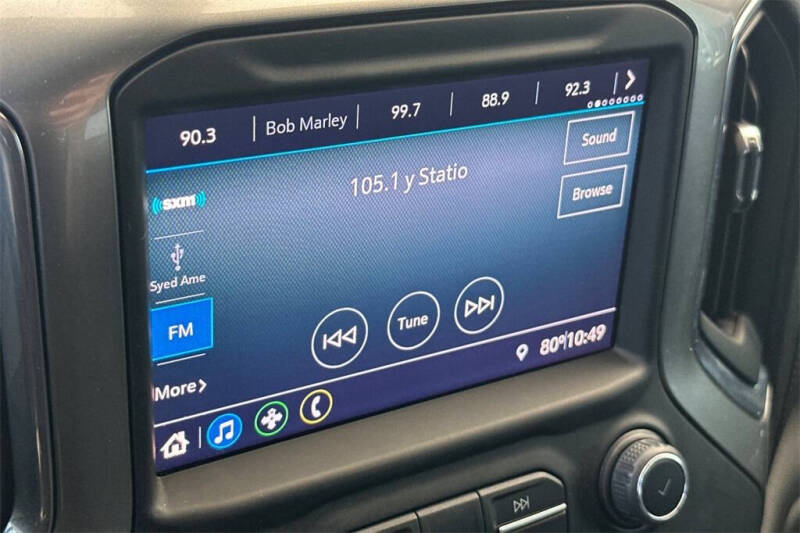 90.3 Bob Marley 99.7 88.9 92.3
Sound
105.1 y Statio
sxm
Browse
Syed Ame
FM
Tune
More
80° 10:49